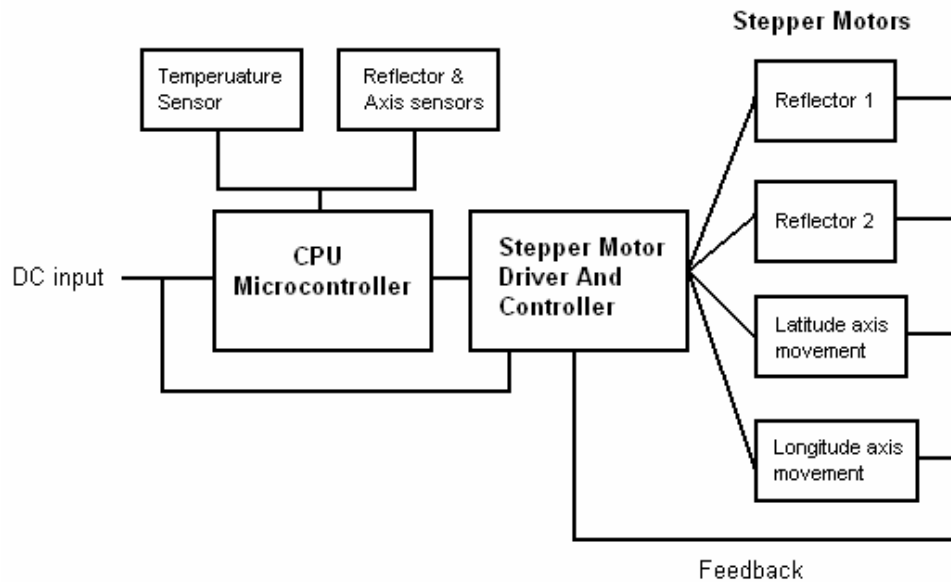 Stepper Motors
Temperuature
Sensor
Reflector &
Axis sensors
Reflector 1
Reflector 2
DC input
CPU
Microcontroller
Stepper Motor
Driver And
Controller
Latitude axis
movement
Longitude axis
movement
Feedback